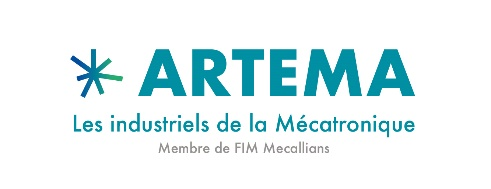 ARTEMA
Les industriels de la Mécatronique
Membre de FIM Mecallians